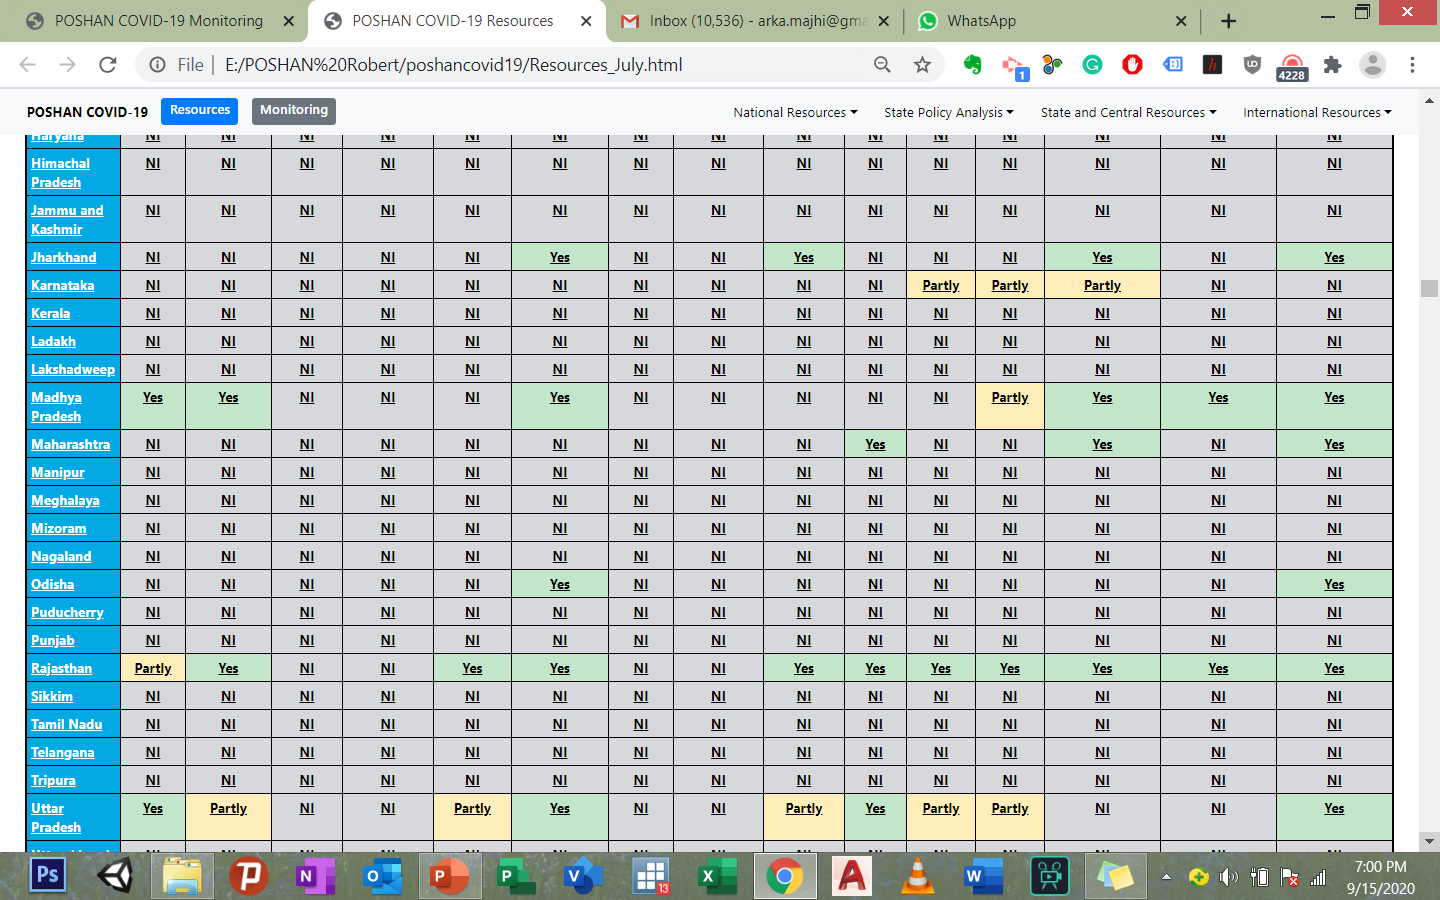 POSHAN COVID-19 Monitoring POSHAN COVID-19 Resources Inbox (10,536) - arka.majhi@gma WhatsApp
File E:/POSHAN%20Robert/poshancovid19/Resources_July.html 1 4228
POSHAN COVID-19 Resources Monitoring National Resources State Policy Analysis State and Central Resources International Resources
Haryana NI NI NI NI NI NI NI NI NI NI NI NI NI NI NI
Himachal NI NI NI NI NI NI NI NI NI NI NI NI NI NI NI
Pradesh
Jammu and NI NI NI NI NI NI NI NI NI NI NI NI NI NI NI
Kashmir
Jharkhand NI NI NI NI NI Yes NI NI Yes NI NI NI Yes NI Yes
Karnataka NI NI NI NI NI NI NI NI NI NI Partly Partly Partly NI NI
Kerala NI NI NI NI NI NI NI NI NI NI NI NI NI NI NI
Ladakh NI NI NI NI NI NI NI NI NI NI NI NI NI NI NI
Lakshadweep NI NI NI NI NI NI NI NI NI NI NI NI NI NI NI
Madhya Yes Yes NI NI NI Yes NI NI NI NI NI Partly Yes Yes Yes
Pradesh
Maharashtra NI NI NI NI NI NI NI NI NI Yes NI NI Yes NI Yes
Manipur NI NI NI NI NI NI NI NI NI NI NI NI NI NI NI
Meghalaya NI NI NI NI NI NI NI NI NI NI NI NI NI NI NI
Mizoram NI NI NI NI NI NI NI NI NI NI NI NI NI NI NI
Nagaland NI NI NI NI NI NI NI NI NI NI NI NI NI NI NI
Odisha NI NI NI NI NI Yes NI NI NI NI NI NI NI NI Yes
Puducherry NI NI NI NI NI NI NI NI NI NI NI NI NI NI NI
Punjab NI NI NI NI NI NI NI NI NI NI NI NI NI NI NI
Rajasthan Partly Yes NI NI Yes Yes NI NI Yes Yes Yes Yes Yes Yes Yes
Sikkim NI NI NI NI NI NI NI NI NI NI NI NI NI NI NI
Tamil Nadu NI NI NI NI NI NI NI NI NI NI NI NI NI NI NI
Telangana NI NI NI NI NI NI NI NI NI NI NI NI NI NI NI
Tripura NI NI NI NI NI NI NI NI NI NI NI NI NI NI NI
Uttar Yes Partly NI NI Partly Yes NI NI Partly Yes Partly Partly NI NI Yes
Pradesh
7:00 PM
9/15/2020